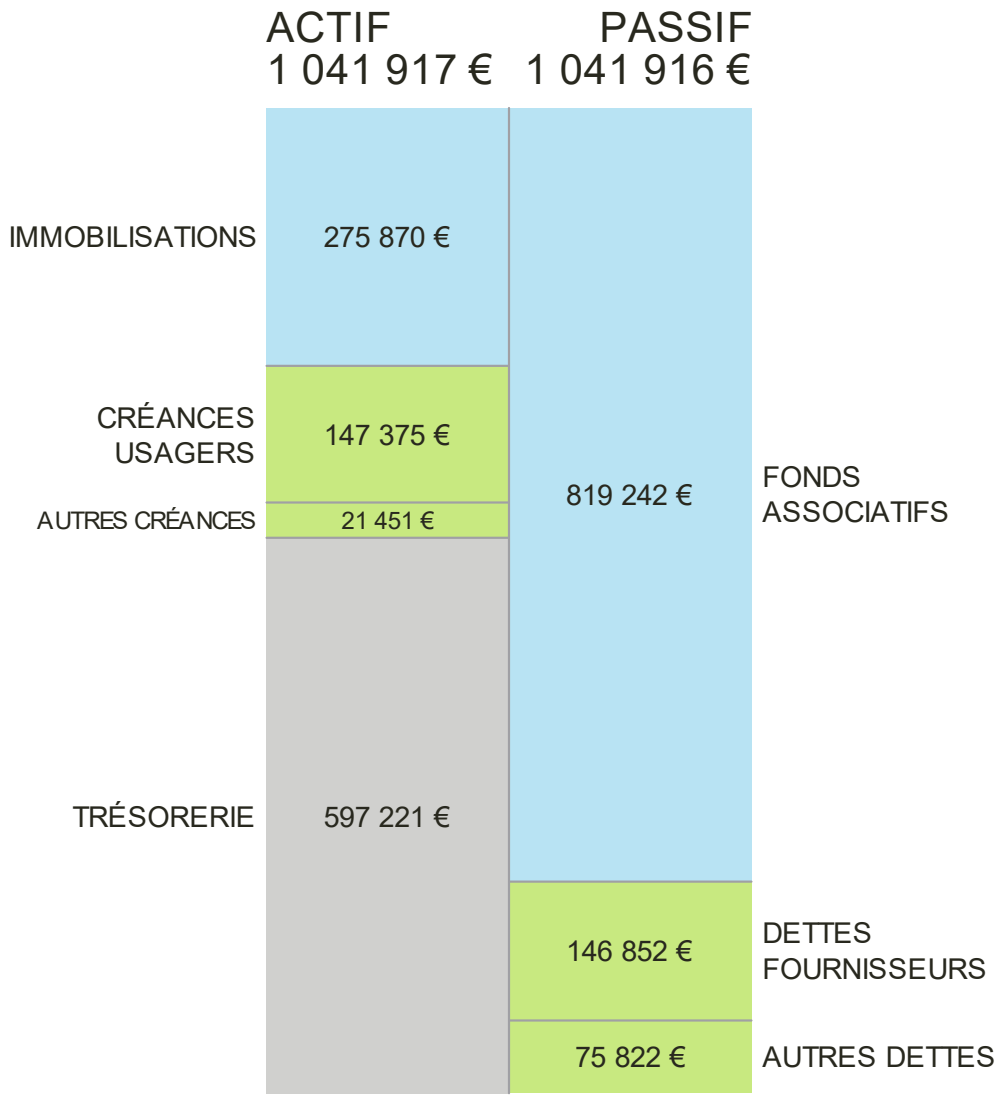 ACTIF
1 041 917 €
PASSIF
1 041 916 €
IMMOBILISATIONS
275 870 €
CRÉANCES
USAGERS
147 375 €
AUTRES CRÉANCES
21 451 €
TRÉSORERIE
597 221 €
819 242 €
FONDS
ASSOCIATIFS
146 852 €
DETTES
FOURNISSEURS
75 822 €
AUTRES DETTES